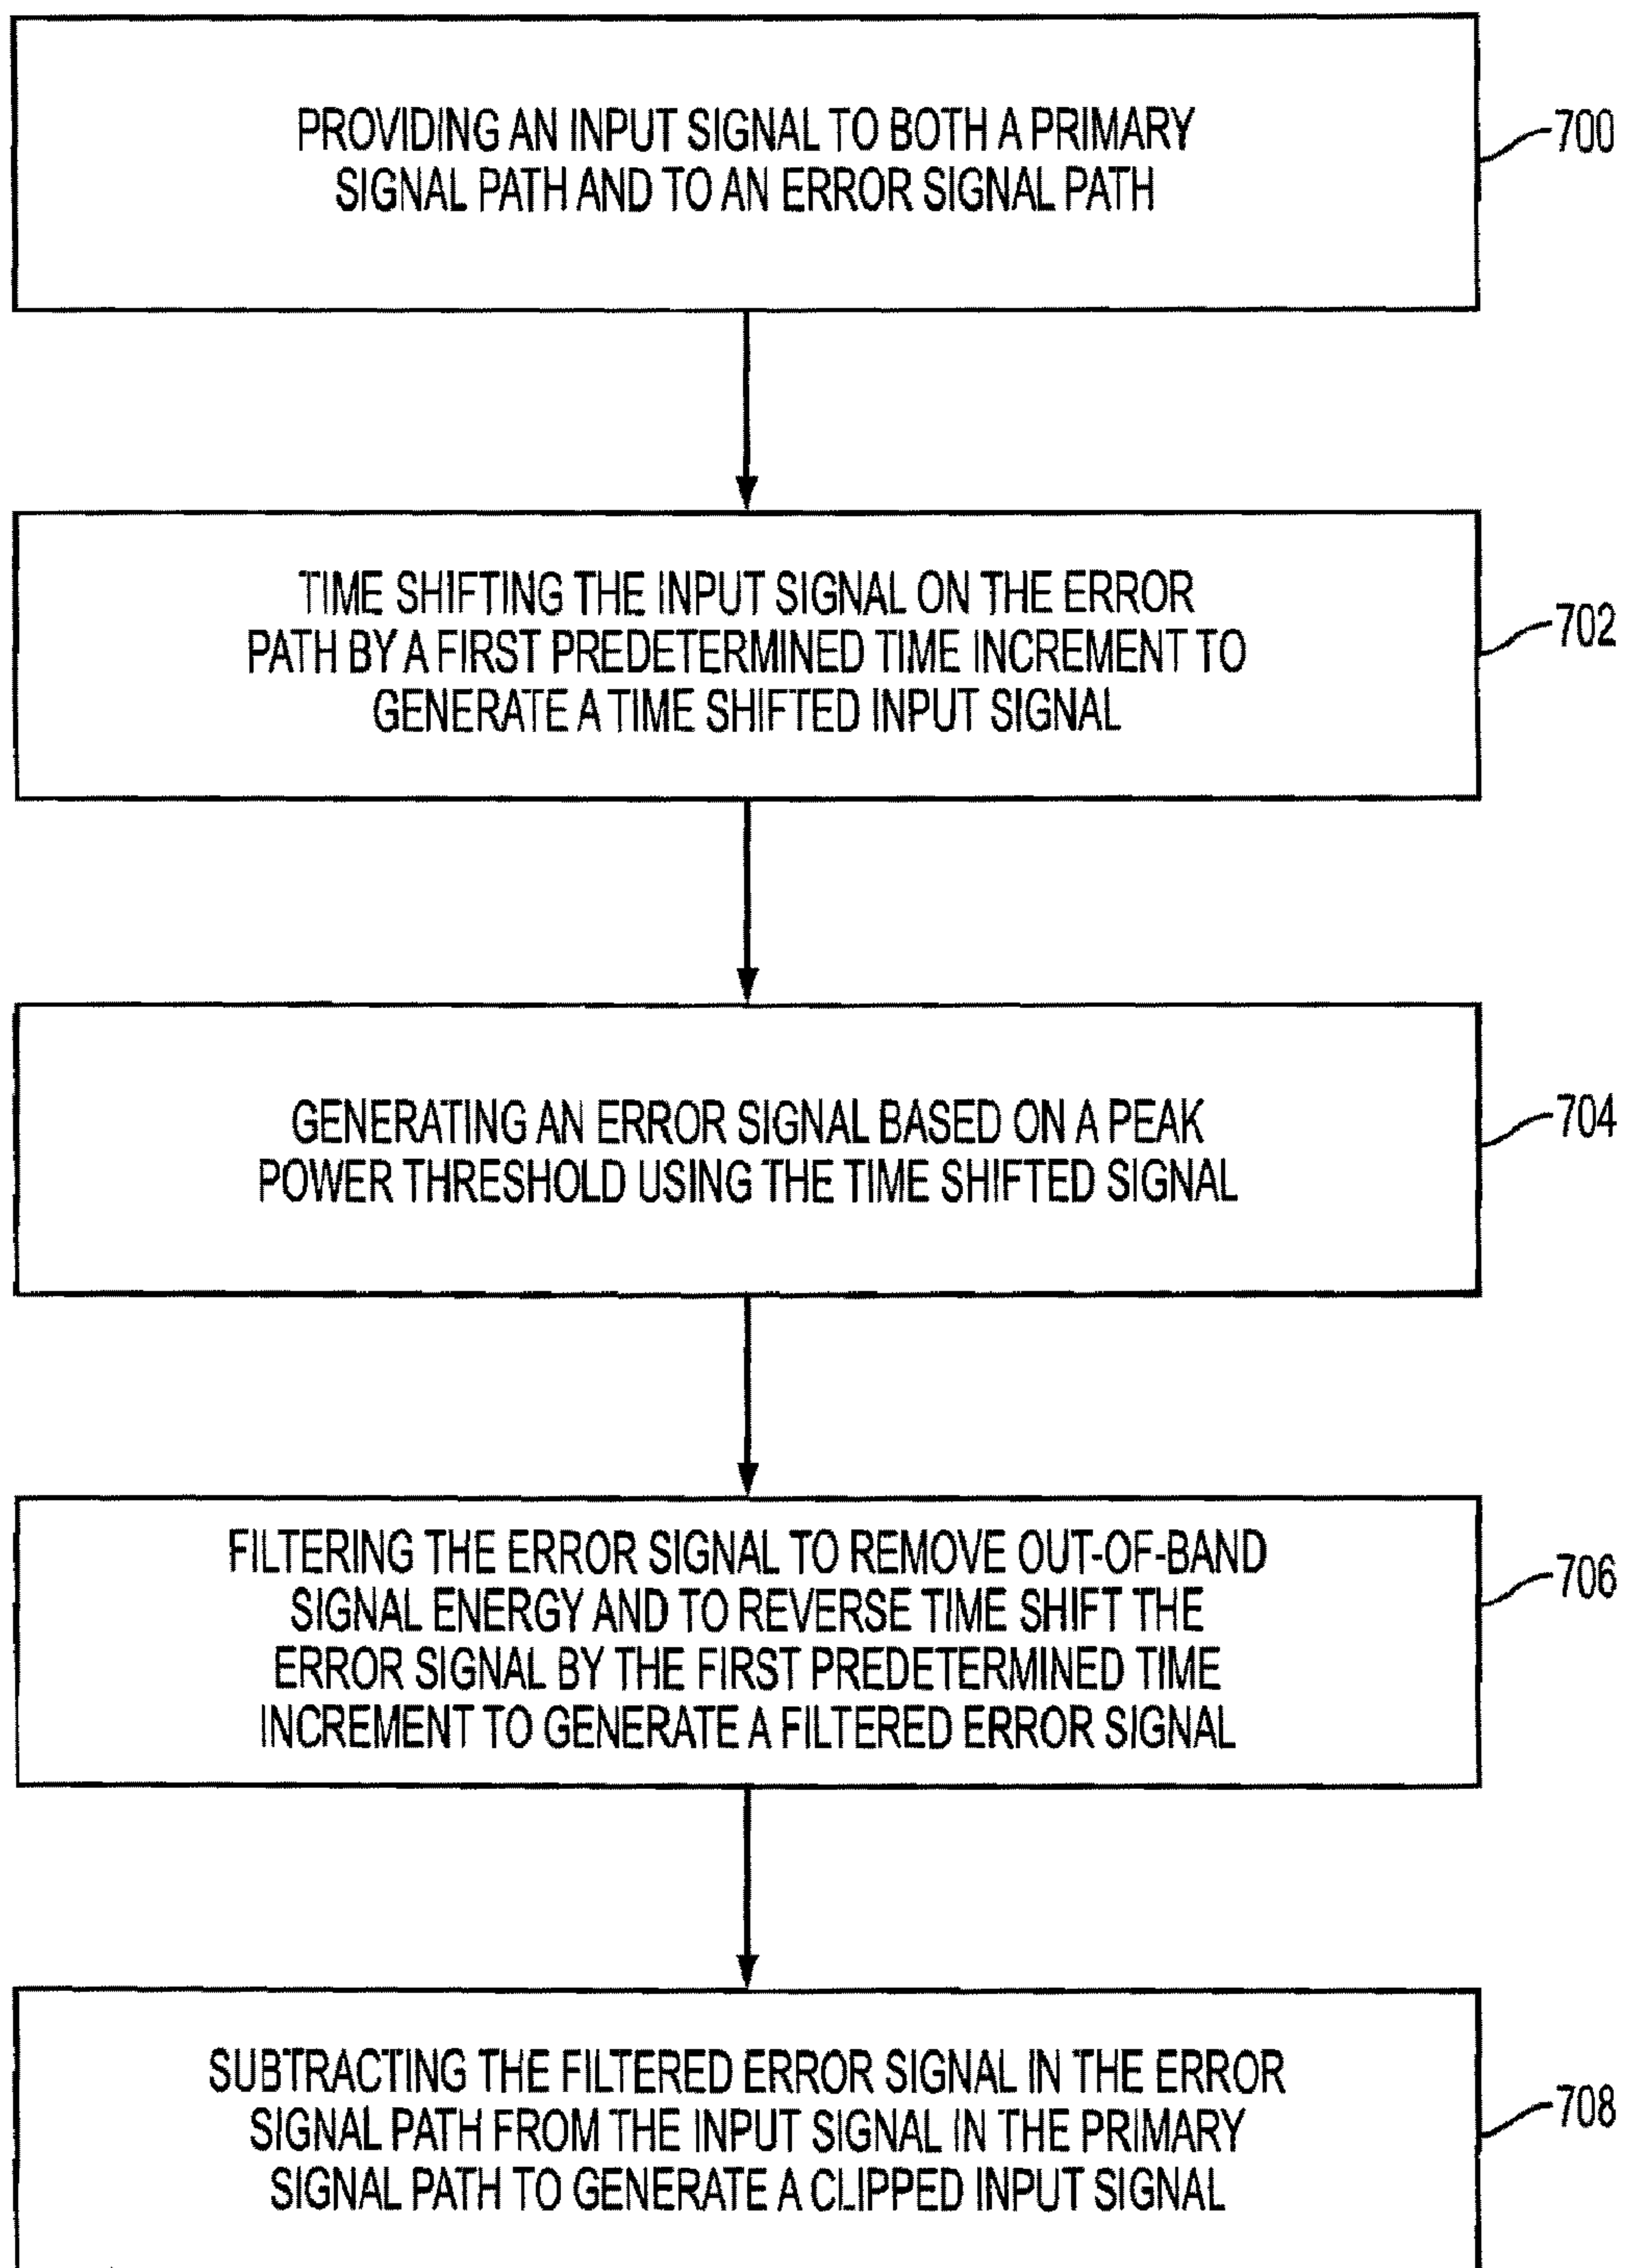 PROVIDING AN INPUT SIGNAL TO BOTH A PRIMARY
SIGNAL PATH AND TO AN ERROR SIGNAL PATH
700
TIME SHIFTING THE INPUT SIGNAL ON THE ERROR
PATH BY A FIRST PREDETERMINED TIME INCREMENT TO
GENERATE A TIME SHIFTED INPUT SIGNAL
702
GENERATING AN ERROR SIGNAL BASED ON A PEAK
POWER THRESHOLD USING THE TIME SHIFTED SIGNAL
704
FILTERING THE ERROR SIGNAL TO REMOVE OUT-OF-BAND
SIGNAL ENERGY AND TO REVERSE TIME SHIFT THE
ERROR SIGNAL BY THE FIRST PREDETERMINED TIME
INCREMENT TO GENERATE A FILTERED ERROR SIGNAL
706
SUBTRACTING THE FILTERED ERROR SIGNAL IN THE ERROR
SIGNAL PATH FROM THE INPUT SIGNAL IN THE PRIMARY
SIGNAL PATH TO GENERATE A CLIPPED INPUT SIGNAL
708